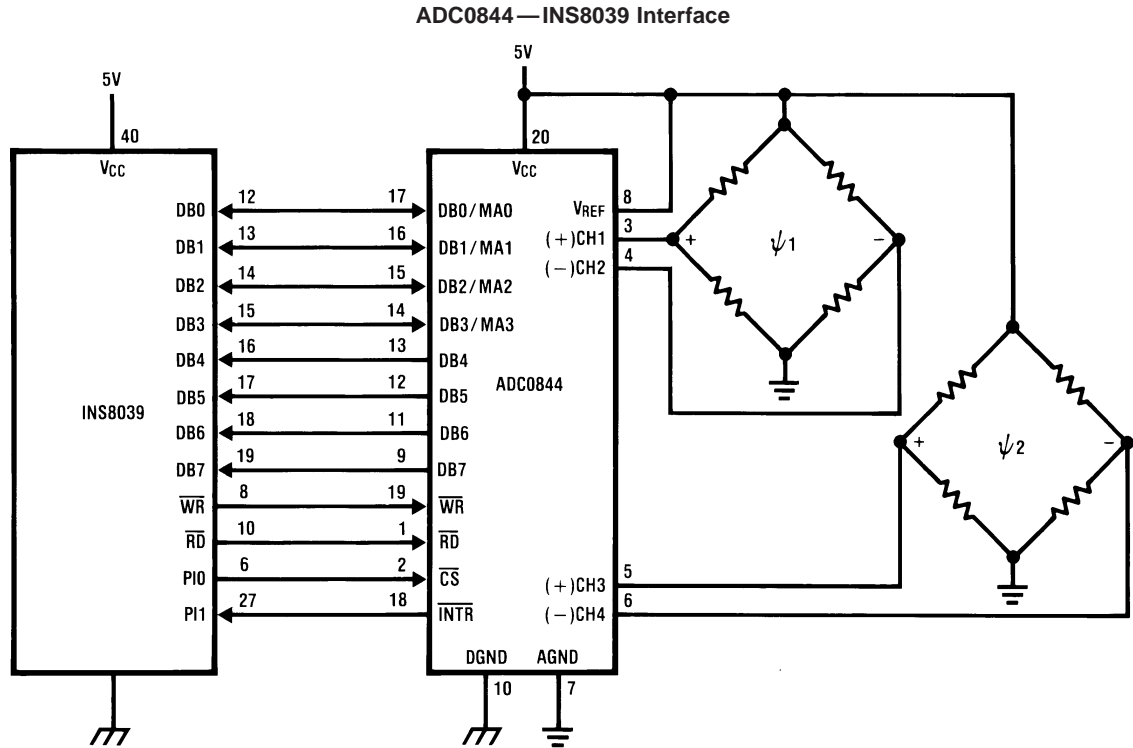 ADC0844—INS8039 Interface
5V
5V
40
20
VCC
VCC
DB0 12 17 DB0/MA0
VREF 8
DB1 13 16 DB1/MA1
(+)CH1 3
(−)CH2 4
+ ψ1 −
DB2 14 15 DB2/MA2
DB3 15 14 DB3/MA3
DB4 16 13 DB4
ADC0844
DB5 17 12 DB5
INS8039
DB6 18 11 DB6
+ ψ2 −
DB7 19 9 DB7
WR 8 19 WR
RD 10 1 RD
PI0 6 2 CS
(+)CH3 5
PI1 27 18 INTR
(−)CH4 6
DGND AGND
10 7